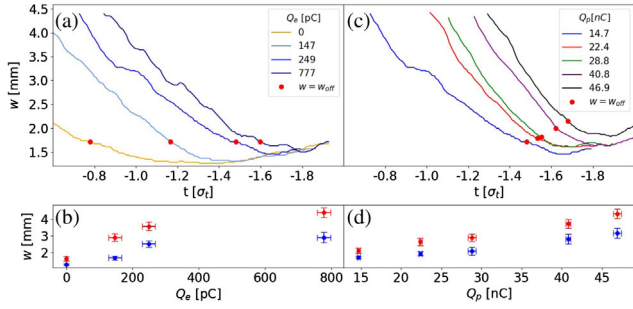 (a)
Q_e [pC]
0
147
249
777
w = w_off
4.5
4.0
3.5
3.0
2.5
2.0
1.5
w [mm]
-0.8 -1.0 -1.2 -1.4 -1.6 -1.8
t [σ_t]
(c)
Q_p[nC]
14.7
22.4
28.8
40.8
46.9
w = w_off
-0.8 -1.0 -1.2 -1.4 -1.6 -1.8
t [σ_t]
(b)
4
3
2
w [mm]
0 200 400 600 800
Q_e [pC]
(d)
15 20 25 30 35 40 45
Q_p [nC]